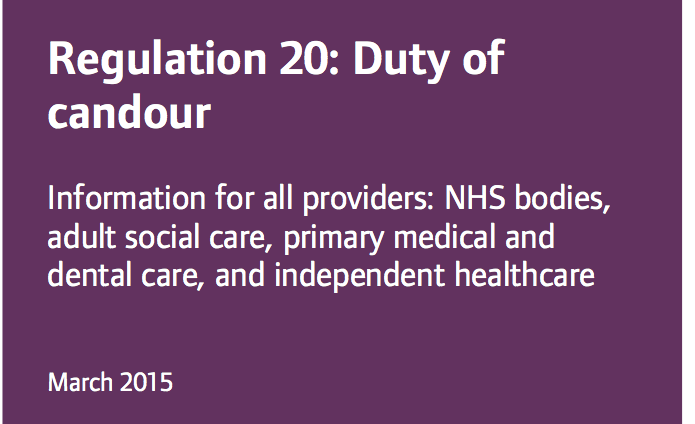 Regulation 20: Duty of
candour
Information for all providers: NHS bodies,
adult social care, primary medical and
dental care, and independent healthcare
March 2015